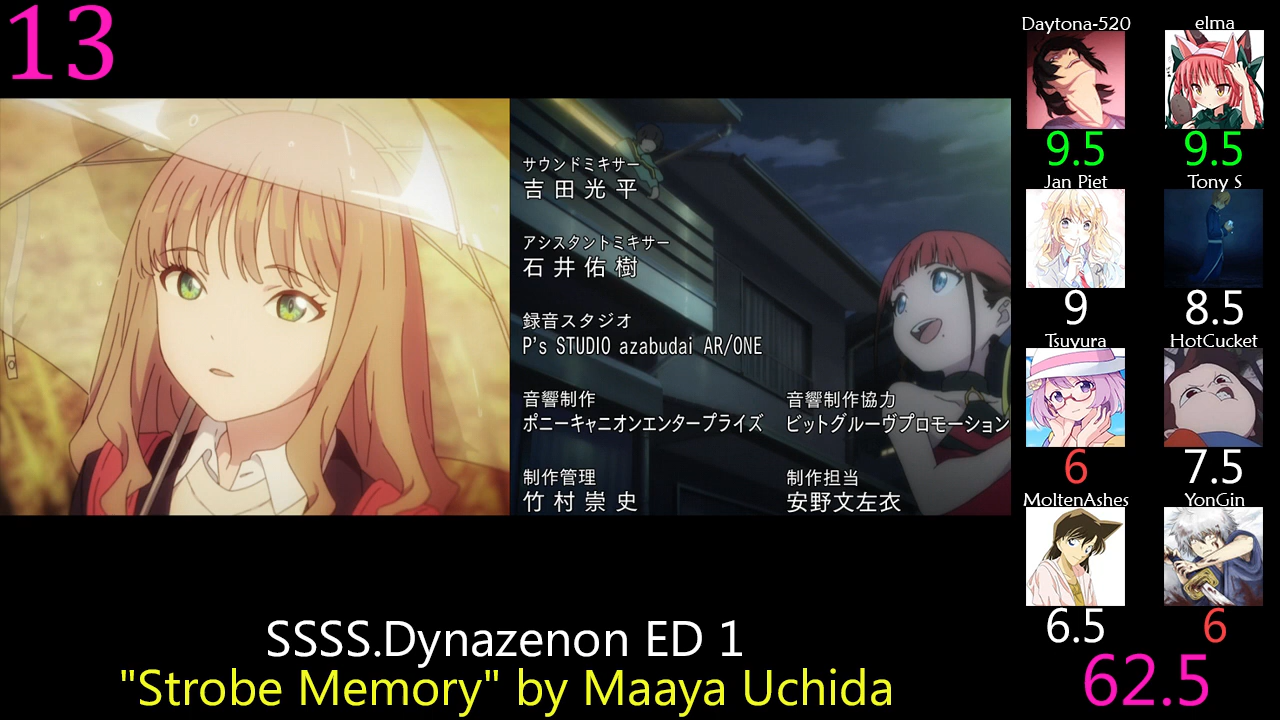 13
サウンドミキサー
吉田光平
アシスタントミキサー
石井佑樹
録音スタジオ
P's STUDIO azabudai AR/ONE
音響制作
ポニーキャニオンエンタープライズ
音響制作協力
ビットグルーヴプロモーション
制作管理
竹村崇史
制作担当
安野文左衣
SSSS.Dynazenon ED 1
"Strobe Memory" by Maaya Uchida
Daytona-520
9.5
elma
9.5
Jan Piet
9
Tony S
8.5
Tsuyura
6
HotCucket
7.5
MoltenAshes
6.5
YonGin
6
62.5